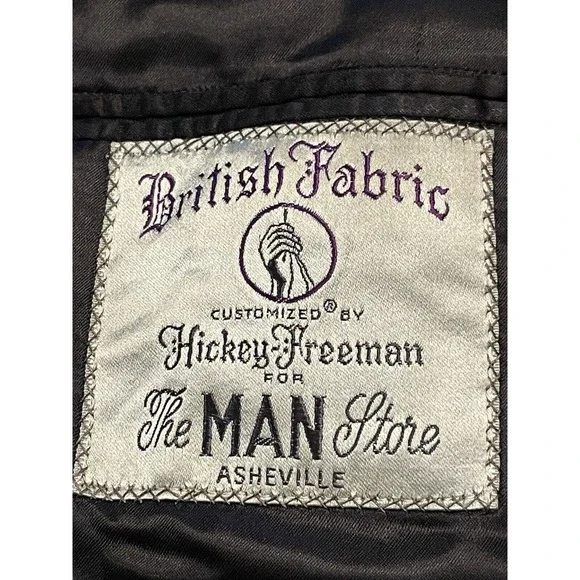 British Fabric
CUSTOMIZED® BY
Hickey-Freeman
FOR
The MAN Store
ASHEVILLE